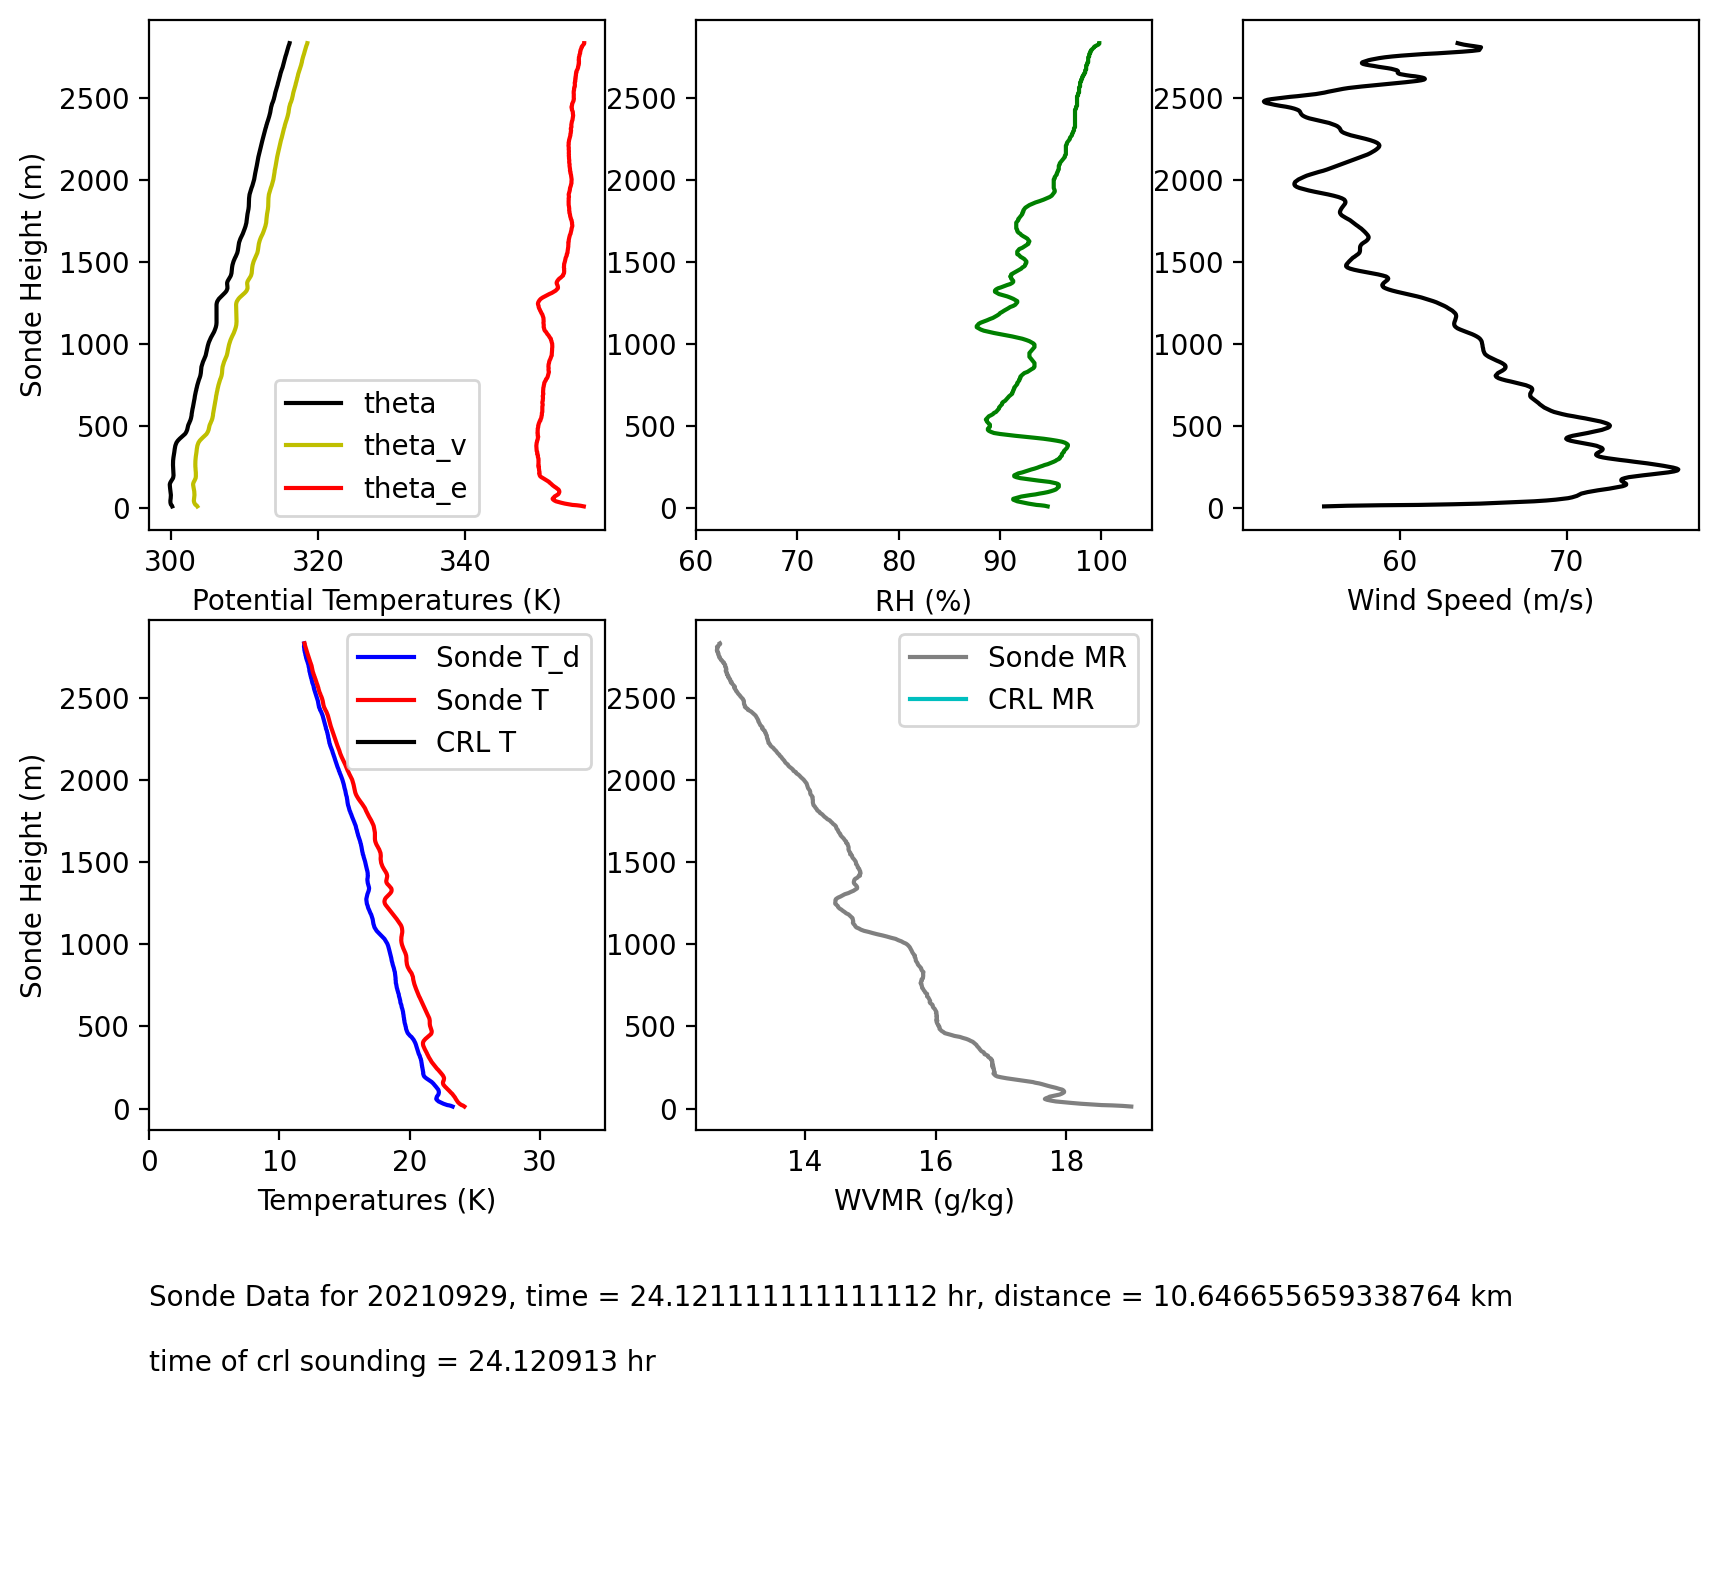 2500
2000
1500
1000
500
0
Sonde Height (m)
theta
theta_v
theta_e
300 320 340
Potential Temperatures (K)
2500
2000
1500
1000
500
0
60 70 80 90 100
RH (%)
2500
2000
1500
1000
500
0
60 70
Wind Speed (m/s)
2500
2000
1500
1000
500
0
Sonde Height (m)
Sonde T_d
Sonde T
CRL T
0 10 20 30
Temperatures (K)
2500
2000
1500
1000
500
0
Sonde MR
CRL MR
14 16 18
WVMR (g/kg)
Sonde Data for 20210929, time = 24.121111111111112 hr, distance = 10.646655659338764 km
time of crl sounding = 24.120913 hr